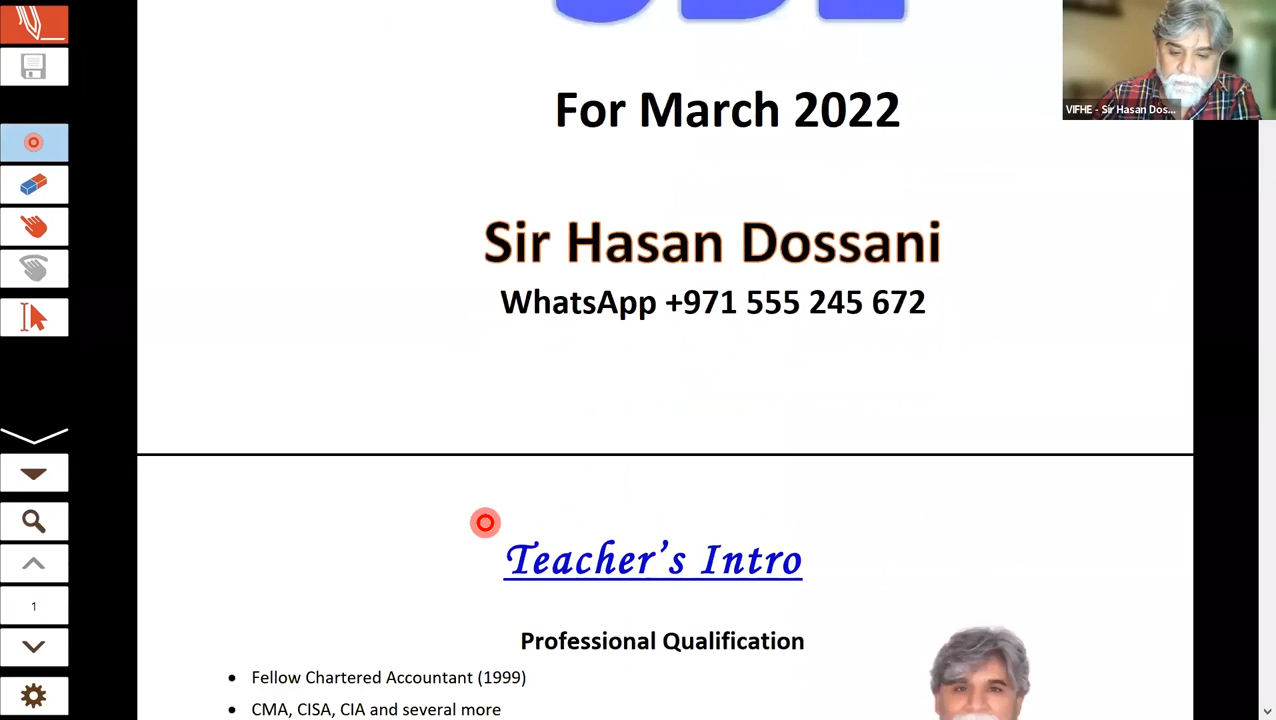 For March 2022
VIFHE - Sir Hasan Dos...
Sir Hasan Dossani
WhatsApp +971 555 245 672
Teacher's Intro
1
Professional Qualification
• Fellow Chartered Accountant (1999)
• CMA, CISA, CIA and several more